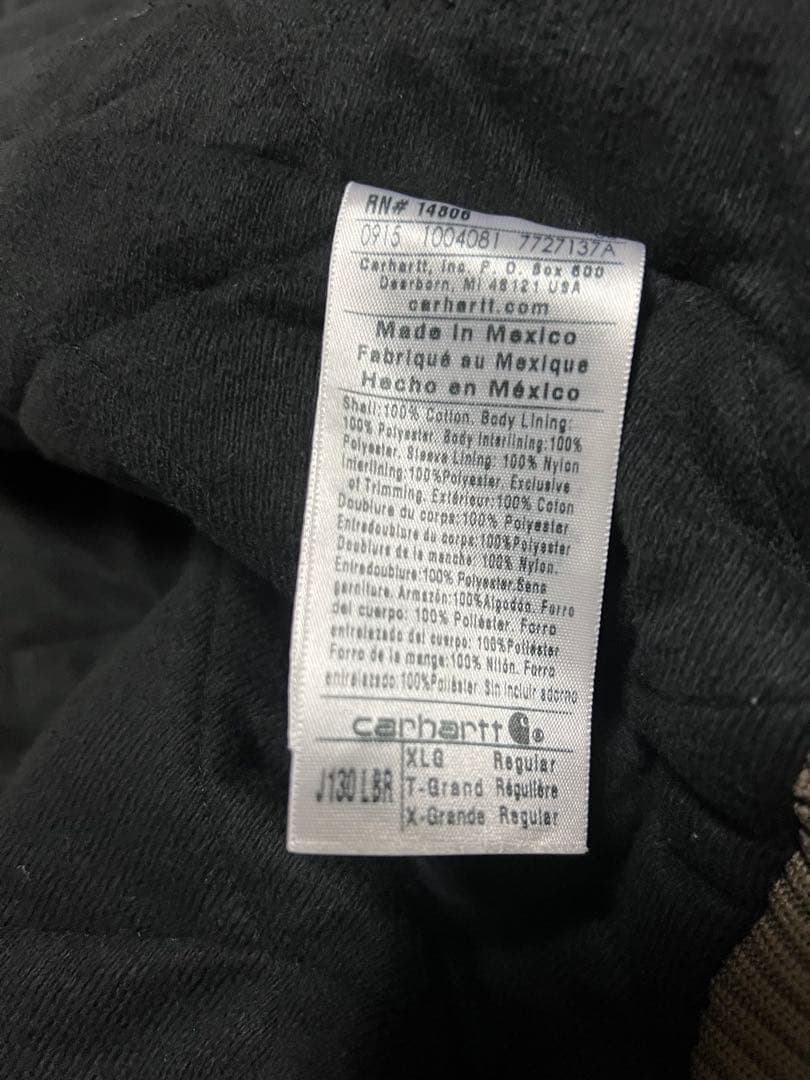 RN# 14806
0915 1004081 7727137A
Carhartt, Inc. P. O. Box 600
Dearborn, MI 48121 USA
carhartt.com
Made in Mexico
Fabriqué au Mexique
Hecho en México
Shell:100% Cotton. Body Lining:
100% Polyester. Body Interlining:100%
Polyester. Sleeve Lining: 100% Nylon
Interlining:100%Polyester. Exclusive
of Trimming. Extérieur:100% Coton
Doublure du corps:100% Polyester
Entredoublure du corps:100%Polyester
Doublure de la manche: 100% Nylon.
Entredoublure:100% Polyester.Sans
garniture. Armazón:100%Algodón. Forro
del cuerpo: 100% Poliéster. Forro
entrelazado del cuerpo: 100%Poliéster
Forro de la manga:100% Nilón. Forro
entrelazado 100%Poliéster. Sin incluir adorno
carhartt ®
J130 LBR
XLG Regular
T-Grand Régulière
X-Grande Regular